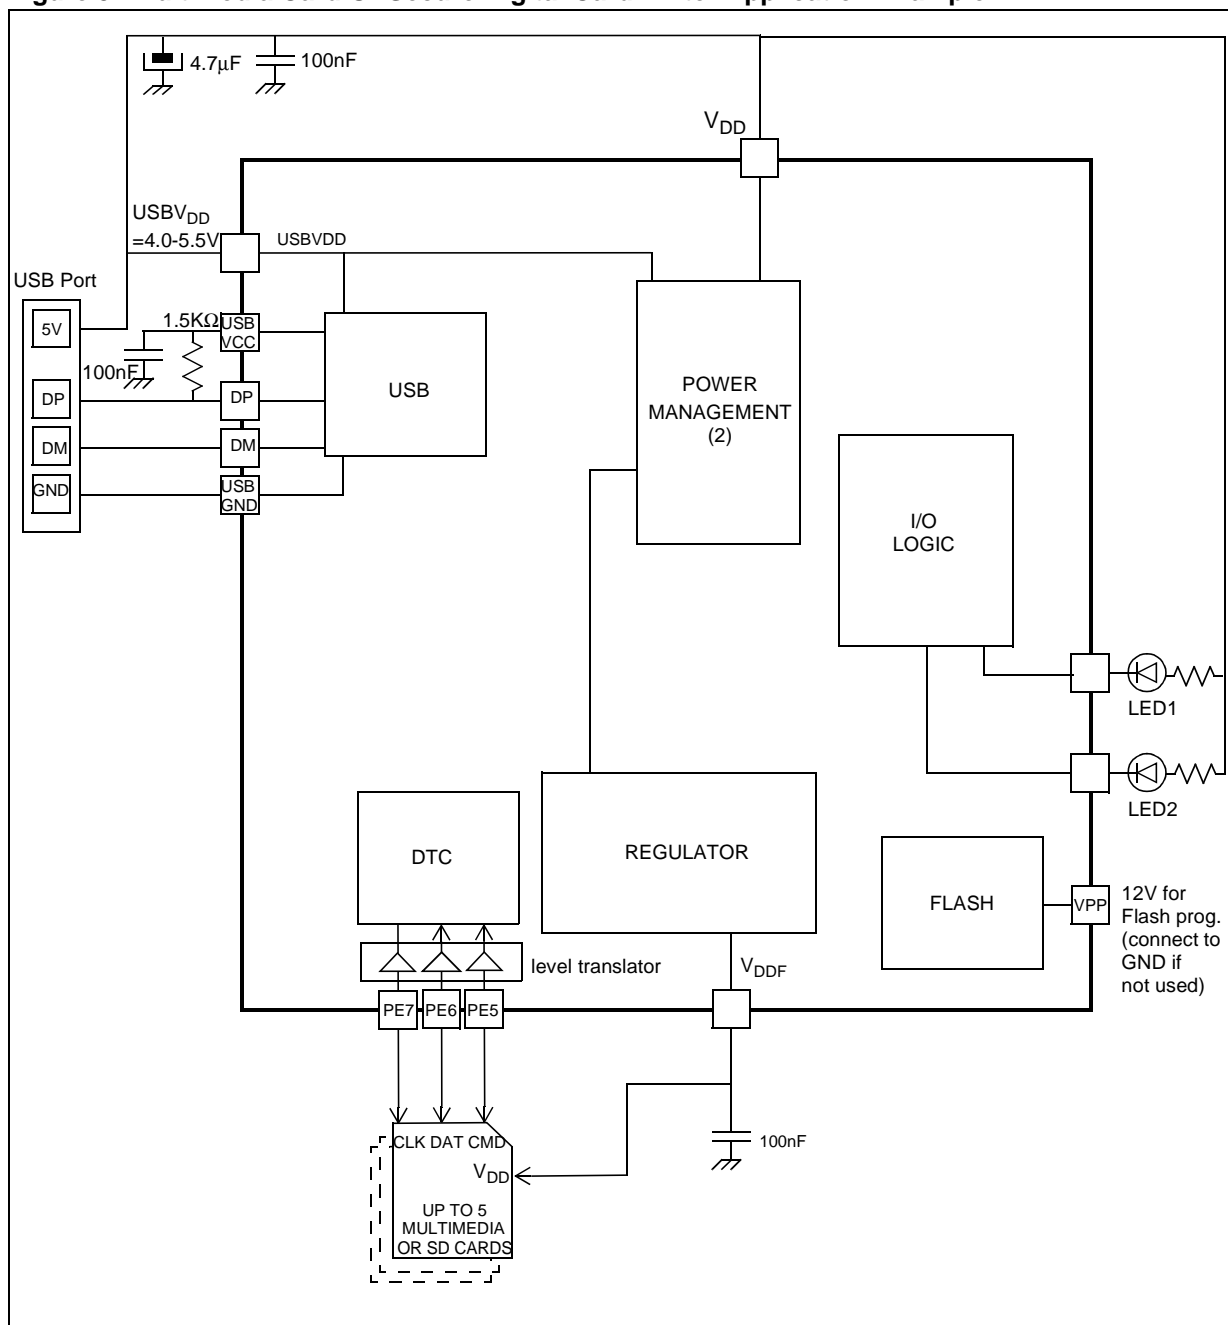 4.7μF
100nF
VDD
USBVDD
=4.0-5.5V
USBVDD
USB Port
5V
1.5KΩ
USB
VCC
100nF
DP
DP
DM
DM
GND
USB
GND
USB
POWER
MANAGEMENT
(2)
I/O
LOGIC
LED1
LED2
DTC
REGULATOR
FLASH
VPP
12V for
Flash prog.
(connect to
GND if
not used)
level translator
VDDF
PE7 PE6 PE5
100nF
CLK DAT CMD
VDD
UP TO 5
MULTIMEDIA
OR SD CARDS